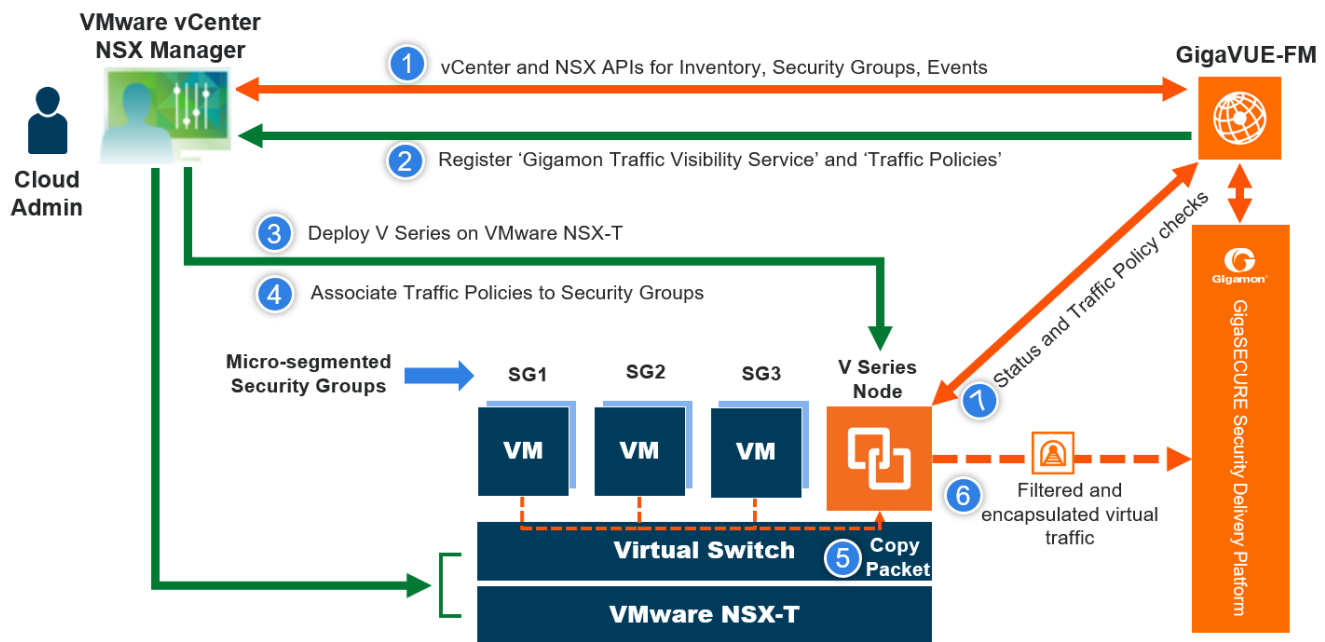 VMware vCenter
NSX Manager
Cloud
Admin
1
vCenter and NSX APIs for Inventory, Security Groups, Events
GigaVUE-FM
2
Register ‘Gigamon Traffic Visibility Service’ and ‘Traffic Policies’
3
Deploy V Series on VMware NSX-T
4
Associate Traffic Policies to Security Groups
Micro-segmented
Security Groups
SG1
SG2
SG3
V Series
Node
VM
VM
VM
7
Status and Traffic Policy checks
6
Filtered and
encapsulated virtual
traffic
Virtual Switch
5
Copy
Packet
VMware NSX-T
Gigamon®
GigaSECURE Security Delivery Platform